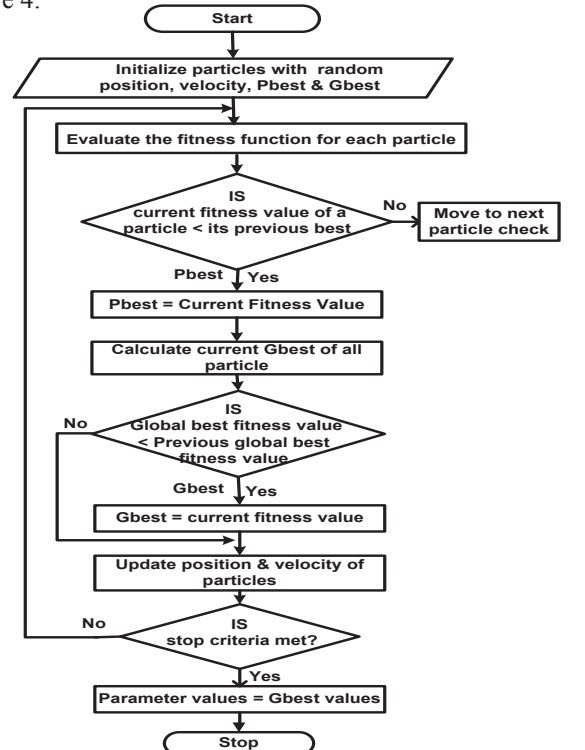 e 4.
Start
Initialize particles with random
position, velocity, Pbest & Gbest
Evaluate the fitness function for each particle
IS
current fitness value of a
particle < its previous best
No
Move to next
particle check
Pbest Yes
Pbest = Current Fitness Value
Calculate current Gbest of all
particle
IS
Global best fitness value
< Previous global best
fitness value
No
Gbest Yes
Gbest = current fitness value
Update position & velocity of
particles
IS
stop criteria met?
No
Yes
Parameter values = Gbest values
Stop